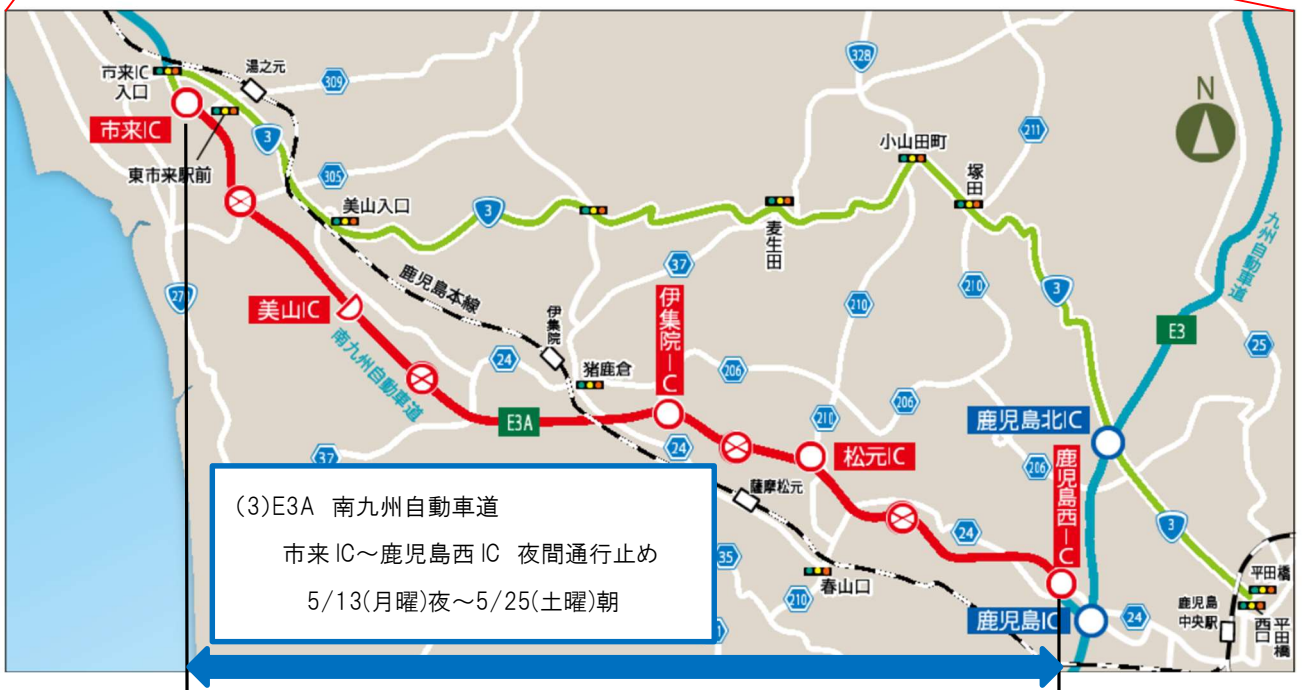 市来IC
入口
湯之元
309
328
N
市来IC
3
211
小山田町
東市来駅前
305
塚田
美山入口
3
麦生田
九州自動車道
鹿児島本線
37
210
3
美山IC
伊集院IC
伊集院
210
E3
南九州自動車道
24
猪鹿倉
206
25
E3A
206
210
鹿児島北IC
37
24
松元IC
206
鹿児島西IC
薩摩松元
3
24
(3)E3A 南九州自動車道
市来IC～鹿児島西IC 夜間通行止め
5/13(月曜)夜～5/25(土曜)朝
35
春山口
210
鹿児島IC
24
鹿児島
中央駅
平田橋
西口
平田橋